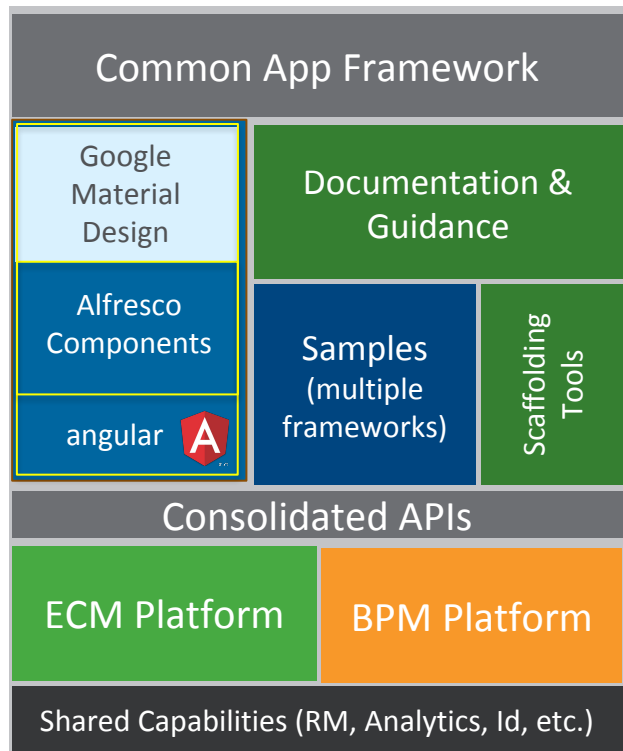 Common App Framework
Google
Material
Design
Documentation &
Guidance
Alfresco
Components
Samples
(multiple
frameworks)
Scaffolding
Tools
angular
A
Consolidated APIs
ECM Platform
BPM Platform
Shared Capabilities (RM, Analytics, Id, etc.)